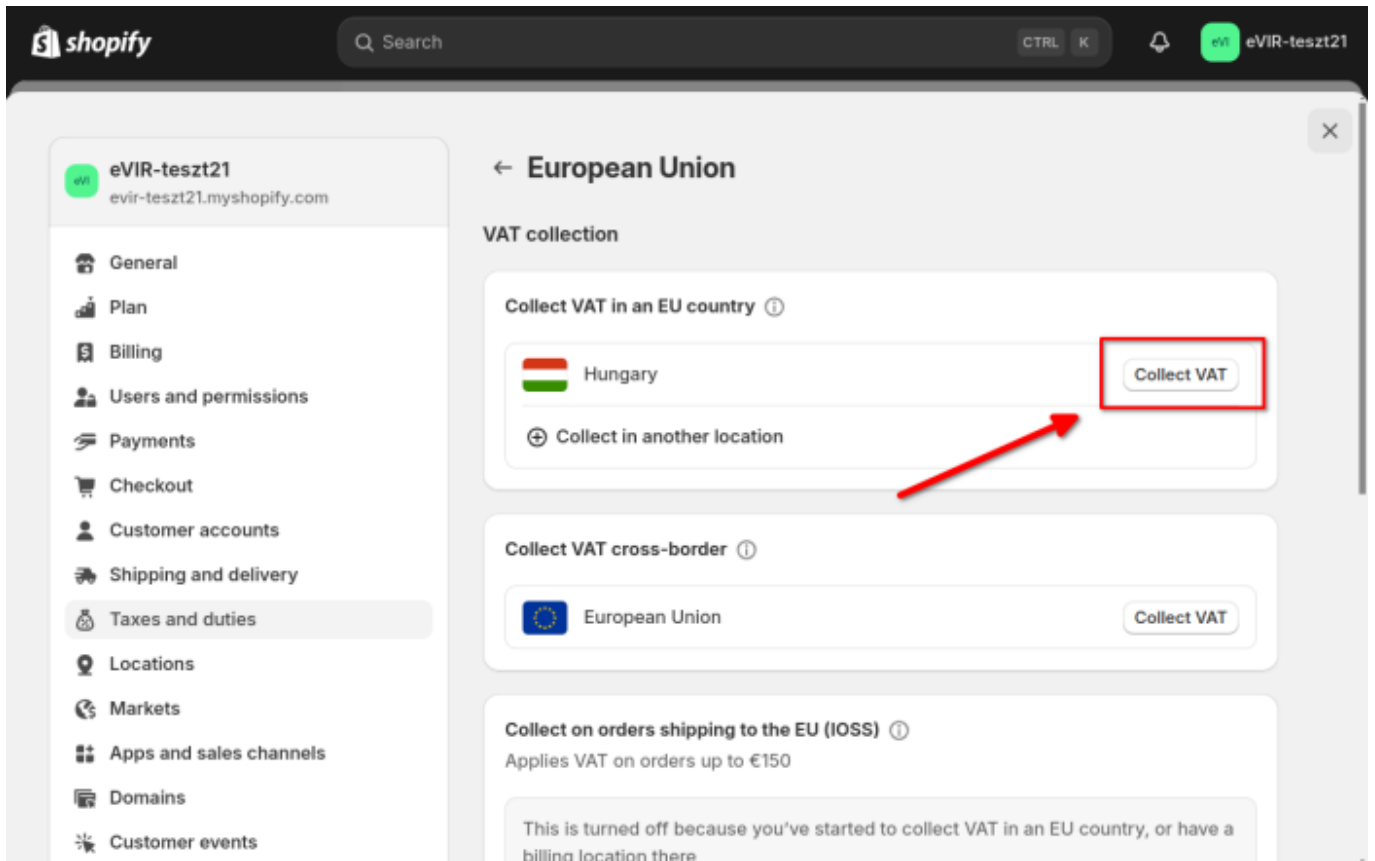 shopify
Search
CTRL K
eVI
eVIR-teszt21
eVI
eVIR-teszt21
evir-teszt21.myshopify.com
General
Plan
Billing
Users and permissions
Payments
Checkout
Customer accounts
Shipping and delivery
Taxes and duties
Locations
Markets
Apps and sales channels
Domains
Customer events
← European Union
VAT collection
Collect VAT in an EU country
Hungary
Collect VAT
Collect in another location
Collect VAT cross-border
European Union
Collect VAT
Collect on orders shipping to the EU (IOSS)
Applies VAT on orders up to €150
This is turned off because you've started to collect VAT in an EU country, or have a
billing location there